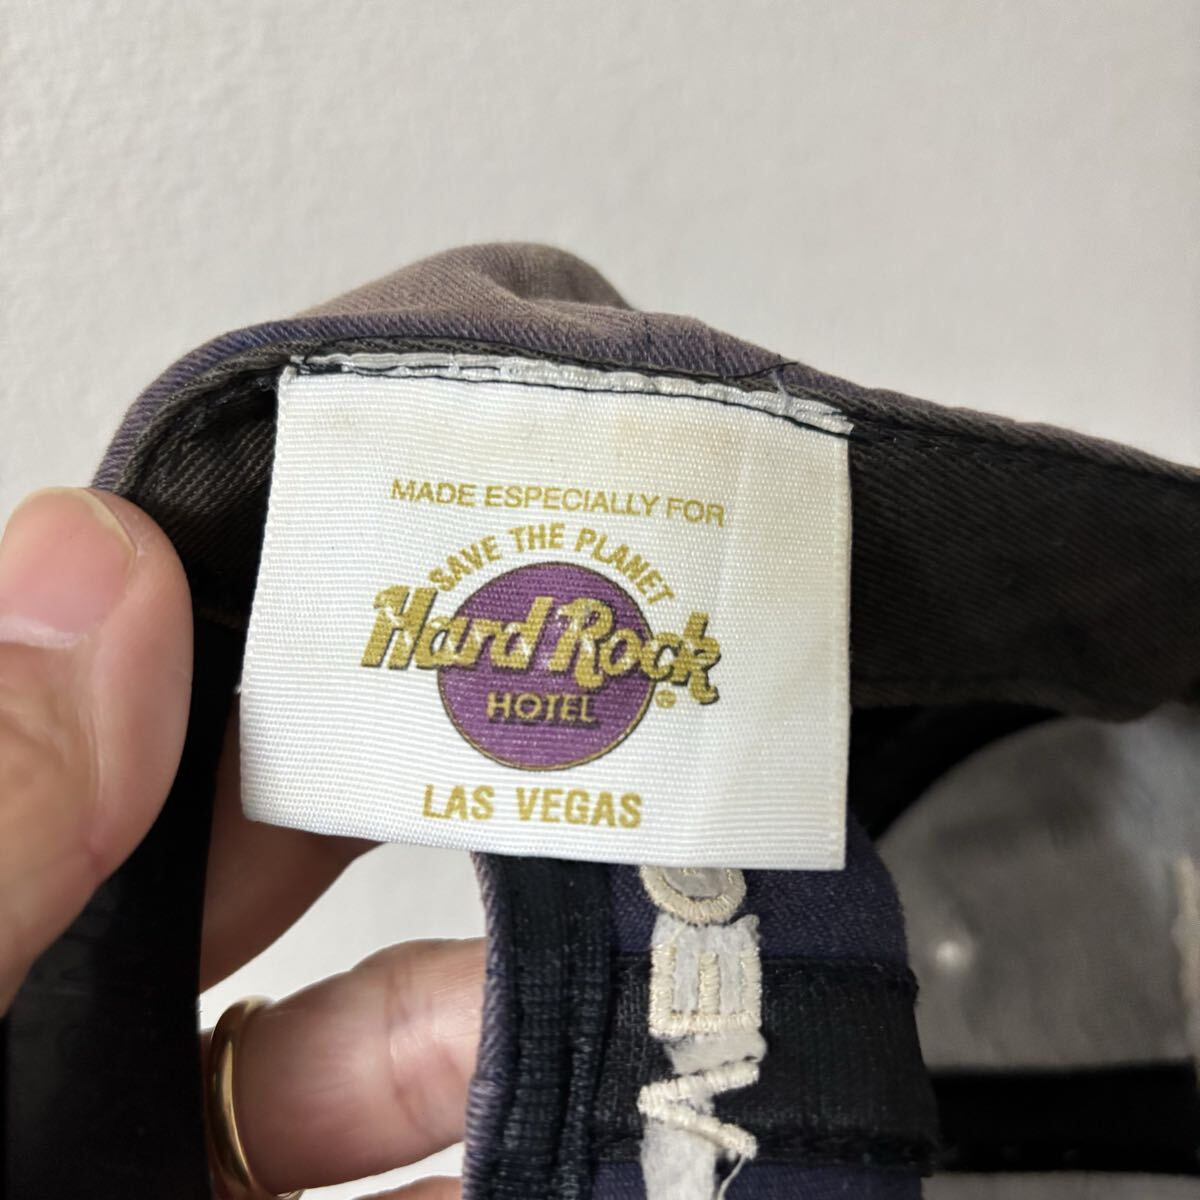 MADE ESPECIALLY FOR
SAVE THE PLANET
Hard Rock
HOTEL
®
LAS VEGAS